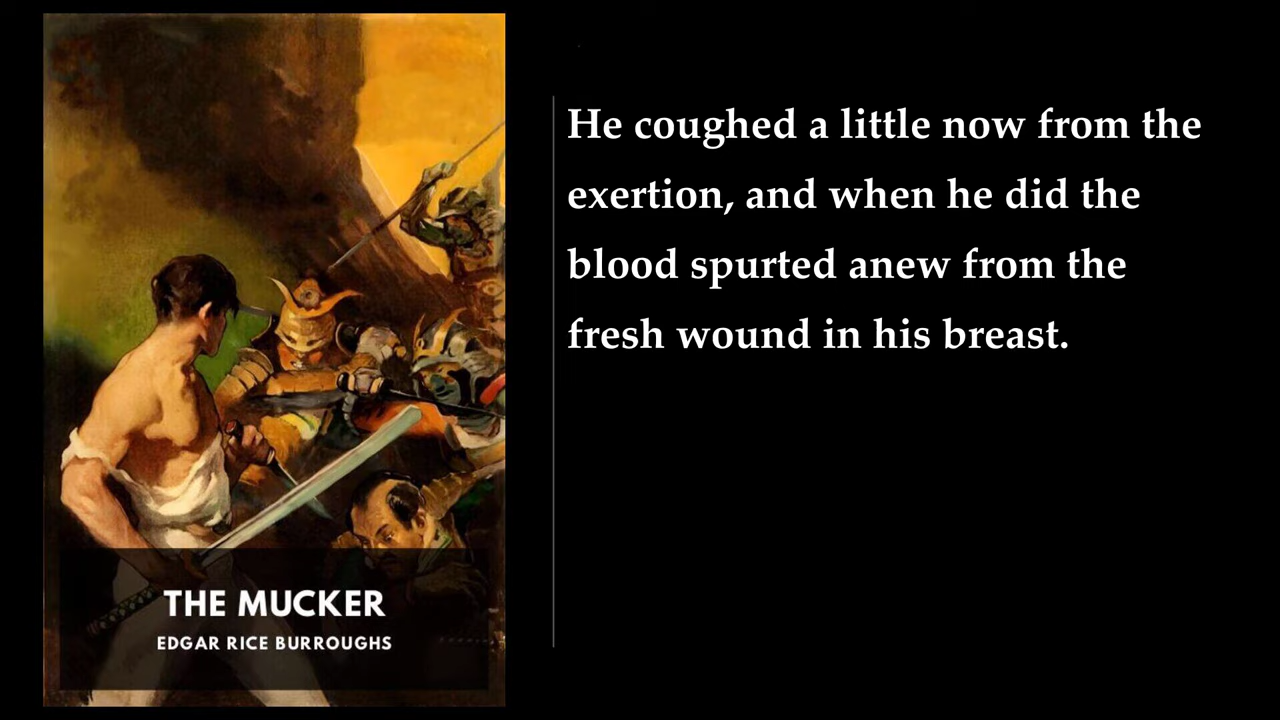 He coughed a little now from the
exertion, and when he did the
blood spurted anew from the
fresh wound in his breast.
THE MUCKER
EDGAR RICE BURROUGHS